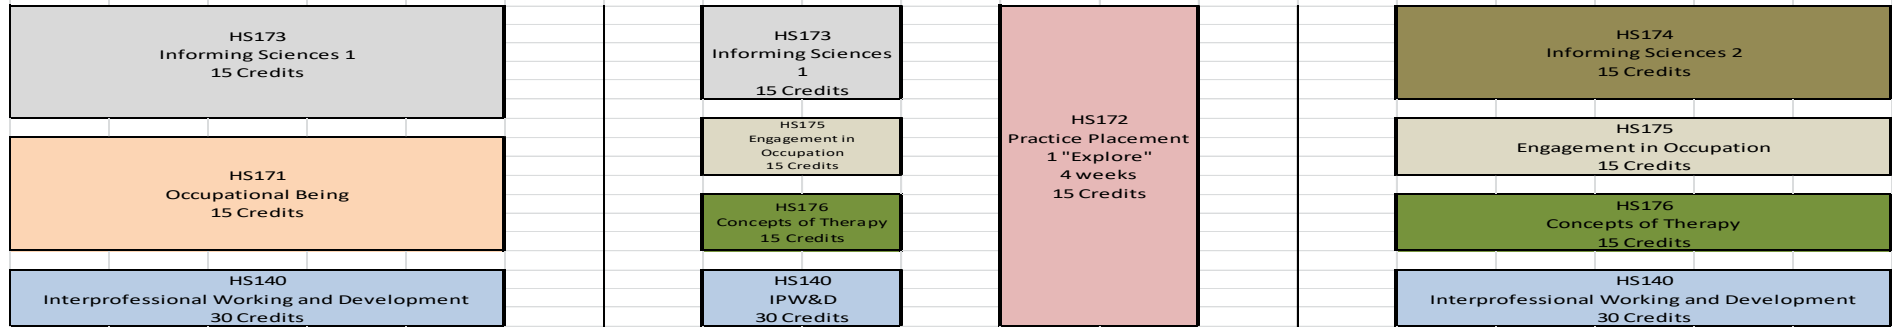 HS173
Informing Sciences 1
15 Credits
HS171
Occupational Being
15 Credits
HS140
Interprofessional Working and Development
30 Credits
HS173
Informing Sciences
1
15 Credits
HS175
Engagement in
Occupation
15 Credits
HS176
Concepts of Therapy
15 Credits
HS140
IPW&D
30 Credits
HS172
Practice Placement
1 "Explore"
4 weeks
15 Credits
HS174
Informing Sciences 2
15 Credits
HS175
Engagement in Occupation
15 Credits
HS176
Concepts of Therapy
15 Credits
HS140
Interprofessional Working and Development
30 Credits